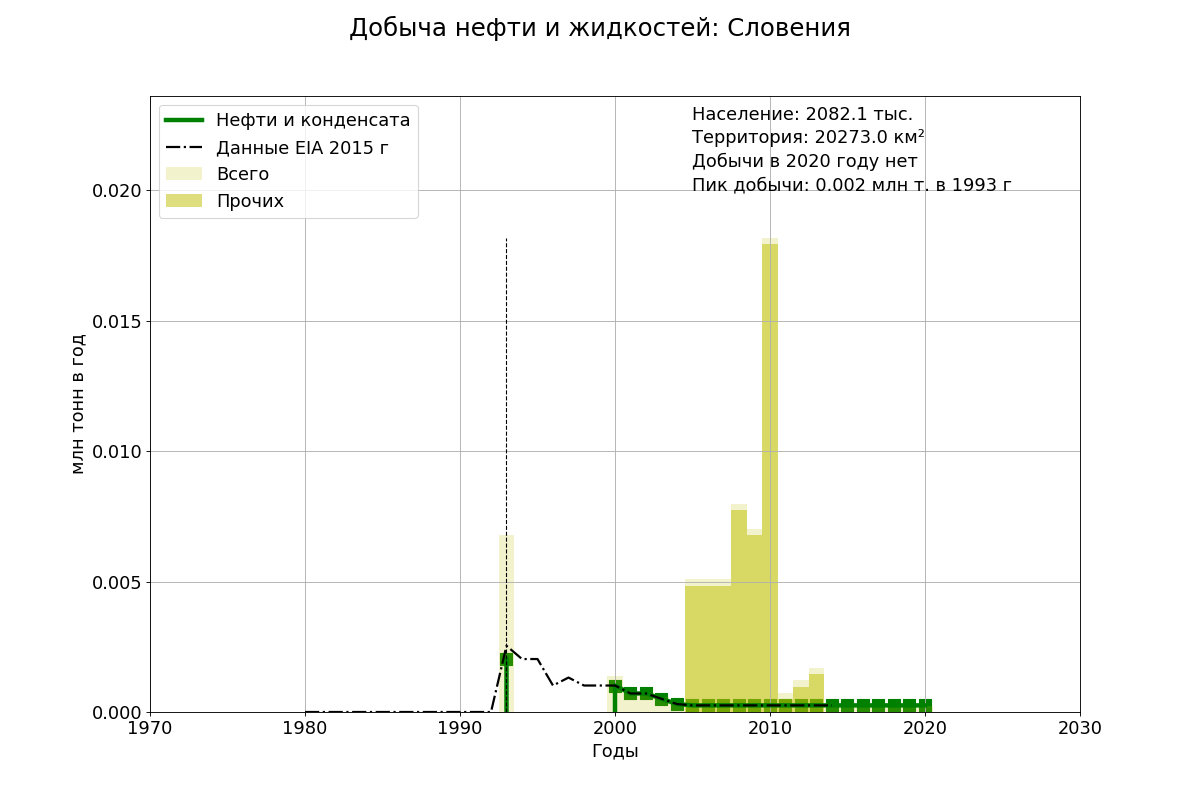 Добыча нефти и жидкостей: Словения
Нефти и конденсата
Данные EIA 2015 г
Всего
Прочих
Население: 2082.1 тыс.
Территория: 20273.0 км²
Добычи в 2020 году нет
Пик добычи: 0.002 млн т. в 1993 г
млн тонн в год
0.020
0.015
0.010
0.005
0.000
1970
1980
1990
2000
2010
2020
2030
Годы